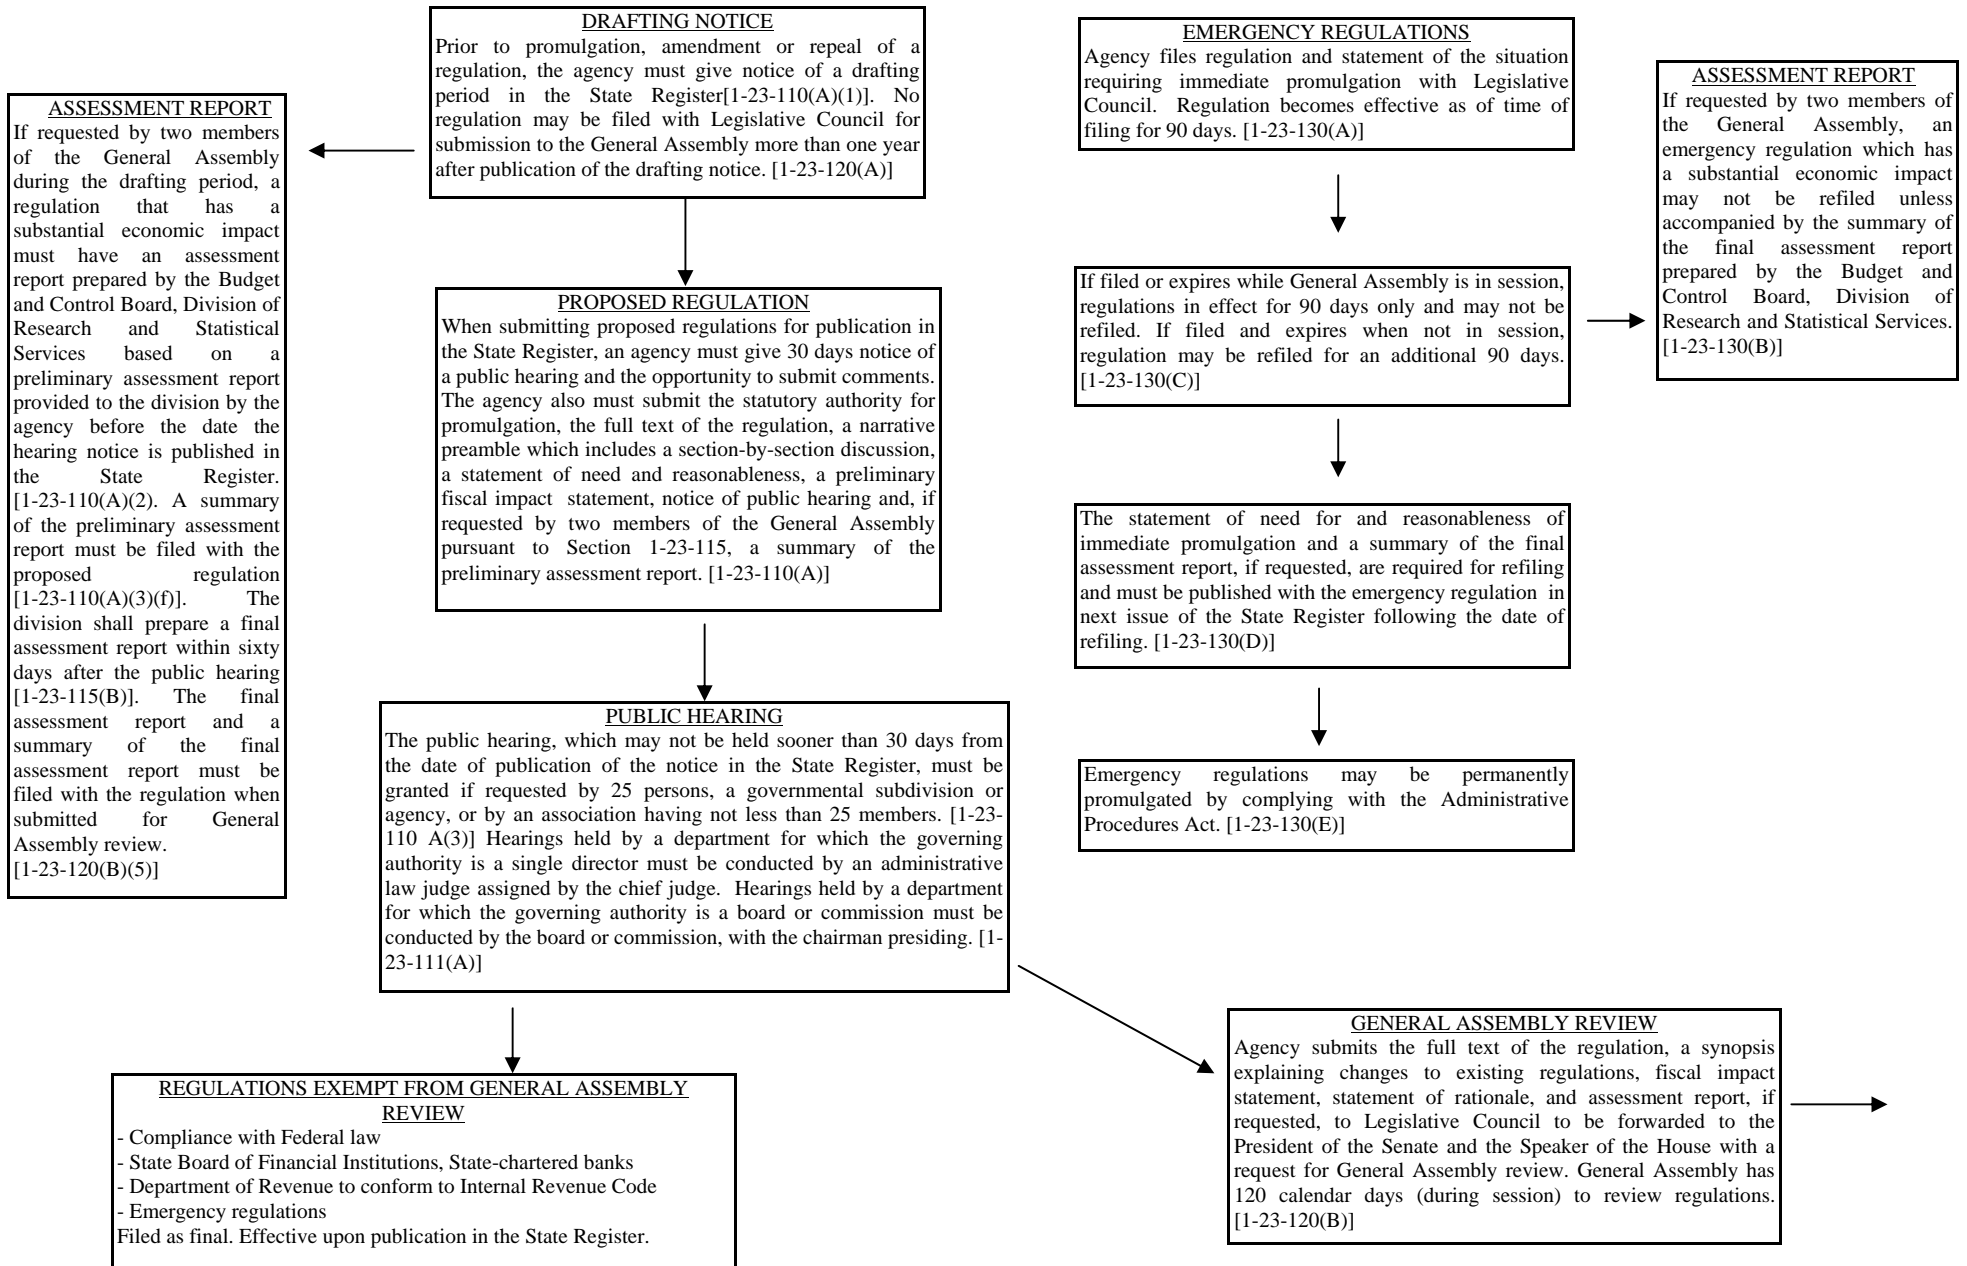 DRAFTING NOTICE
Prior to promulgation, amendment or repeal of a
regulation, the agency must give notice of a drafting
period in the State Register[1-23-110(A)(1)]. No
regulation may be filed with Legislative Council for
submission to the General Assembly more than one year
after publication of the drafting notice. [1-23-120(A)]
ASSESSMENT REPORT
If requested by two members
of the General Assembly
during the drafting period, a
regulation that has a
substantial economic impact
must have an assessment
report prepared by the Budget
and Control Board, Division of
Research and Statistical
Services based on a
preliminary assessment report
provided to the division by the
agency before the date the
hearing notice is published in
the State Register.
[1-23-110(A)(2). A summary
of the preliminary assessment
report must be filed with the
proposed regulation
[1-23-110(A)(3)(f)]. The
division shall prepare a final
assessment report within sixty
days after the public hearing
[1-23-115(B)]. The final
assessment report and a
summary of the final
assessment report must be
filed with the regulation when
submitted for General
Assembly review.
[1-23-120(B)(5)]
PROPOSED REGULATION
When submitting proposed regulations for publication in
the State Register, an agency must give 30 days notice of
a public hearing and the opportunity to submit comments.
The agency also must submit the statutory authority for
promulgation, the full text of the regulation, a narrative
preamble which includes a section-by-section discussion,
a statement of need and reasonableness, a preliminary
fiscal impact statement, notice of public hearing and, if
requested by two members of the General Assembly
pursuant to Section 1-23-115, a summary of the
preliminary assessment report. [1-23-110(A)]
PUBLIC HEARING
The public hearing, which may not be held sooner than 30 days from
the date of publication of the notice in the State Register, must be
granted if requested by 25 persons, a governmental subdivision or
agency, or by an association having not less than 25 members. [1-23-
110 A(3)] Hearings held by a department for which the governing
authority is a single director must be conducted by an administrative
law judge assigned by the chief judge. Hearings held by a department
for which the governing authority is a board or commission must be
conducted by the board or commission, with the chairman presiding. [1-
23-111(A)]
REGULATIONS EXEMPT FROM GENERAL ASSEMBLY
REVIEW
- Compliance with Federal law
- State Board of Financial Institutions, State-chartered banks
- Department of Revenue to conform to Internal Revenue Code
- Emergency regulations
Filed as final. Effective upon publication in the State Register.
EMERGENCY REGULATIONS
Agency files regulation and statement of the situation
requiring immediate promulgation with Legislative
Council. Regulation becomes effective as of time of
filing for 90 days. [1-23-130(A)]
ASSESSMENT REPORT
If requested by two members of
the General Assembly, an
emergency regulation which has
a substantial economic impact
may not be refiled unless
accompanied by the summary of
the final assessment report
prepared by the Budget and
Control Board, Division of
Research and Statistical Services.
[1-23-130(B)]
If filed or expires while General Assembly is in session,
regulations in effect for 90 days only and may not be
refiled. If filed and expires when not in session,
regulation may be refiled for an additional 90 days.
[1-23-130(C)]
The statement of need for and reasonableness of
immediate promulgation and a summary of the final
assessment report, if requested, are required for refiling
and must be published with the emergency regulation in
next issue of the State Register following the date of
refiling. [1-23-130(D)]
Emergency regulations may be permanently
promulgated by complying with the Administrative
Procedures Act. [1-23-130(E)]
GENERAL ASSEMBLY REVIEW
Agency submits the full text of the regulation, a synopsis
explaining changes to existing regulations, fiscal impact
statement, statement of rationale, and assessment report, if
requested, to Legislative Council to be forwarded to the
President of the Senate and the Speaker of the House with a
request for General Assembly review. General Assembly has
120 calendar days (during session) to review regulations.
[1-23-120(B)]